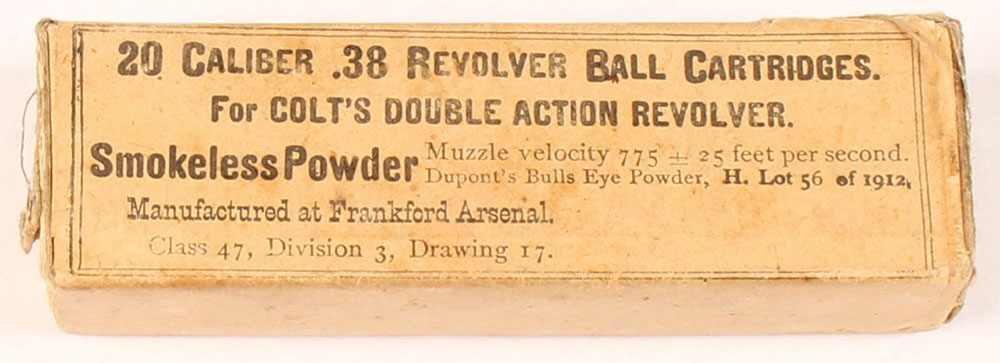 20 CALIBER .38 REVOLVER BALL CARTRIDGES.
For COLT'S DOUBLE ACTION REVOLVER.
Smokeless Powder Muzzle velocity 775 ± 25 feet per second.
Dupont's Bulls Eye Powder, H. Lot 56 of 1912.
Manufactured at Frankford Arsenal.
Class 47, Division 3, Drawing 17.